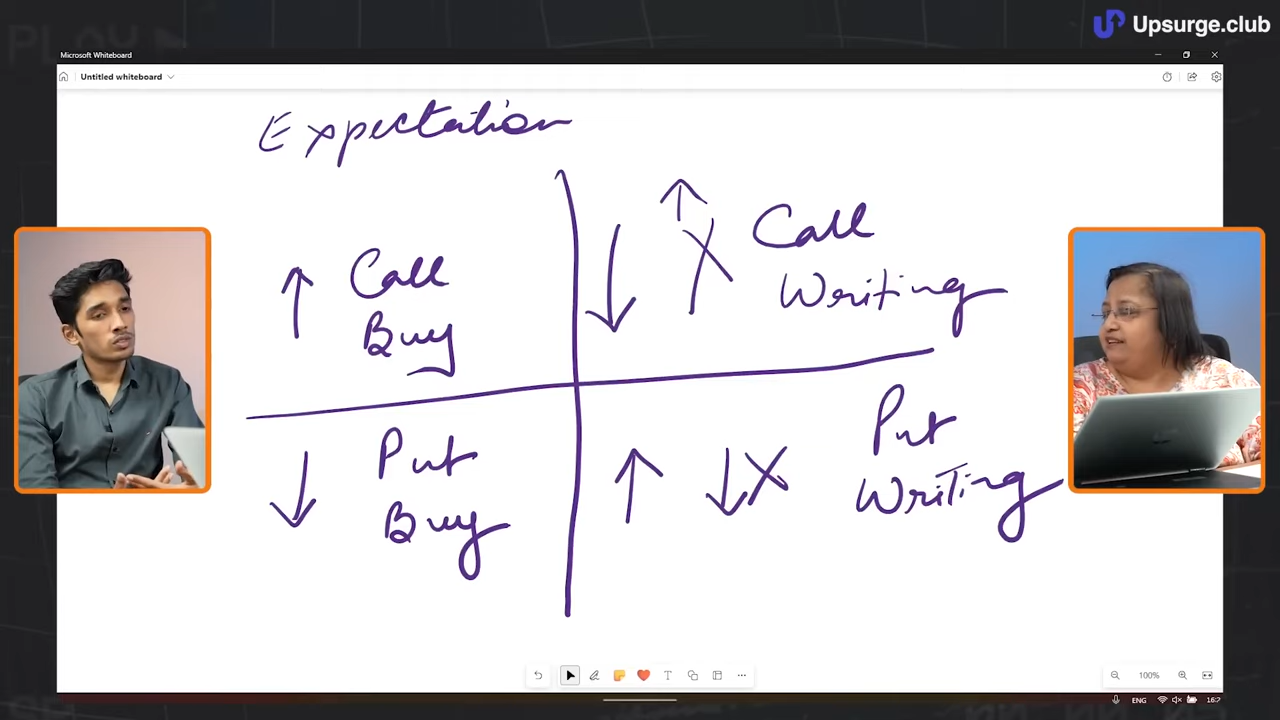 Upsurge.club
Microsoft Whiteboard
Untitled whiteboard
Expectation
↑ Call
Buy
↓ ↑ X Call
Writing
↓ Put
Buy
↑ ↓ X Put
Writing
T
100%
ENG